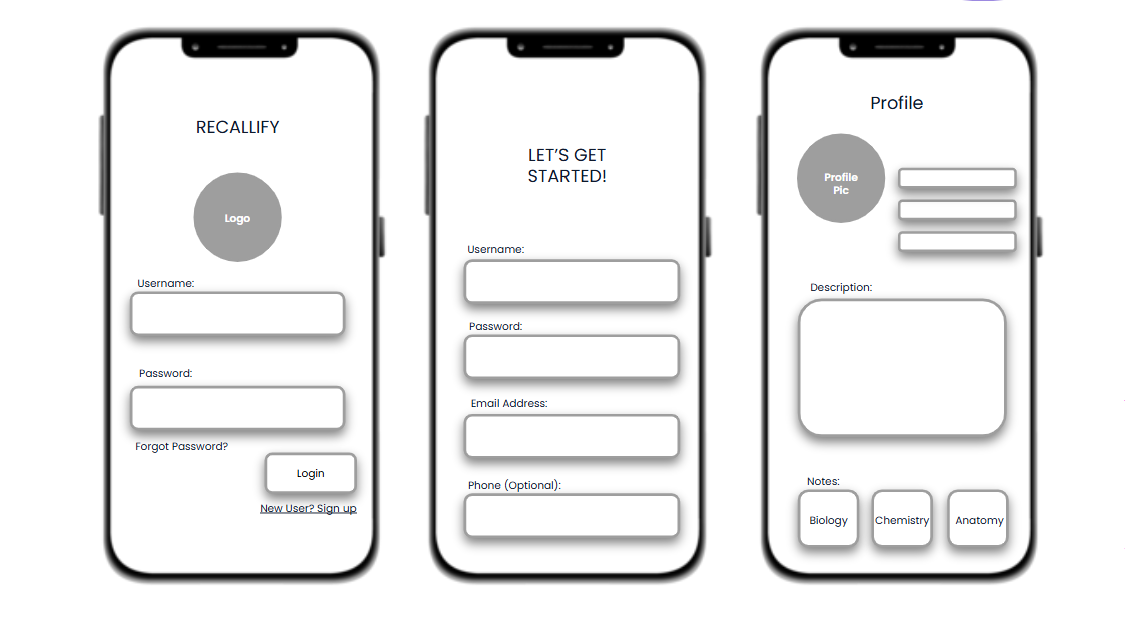 RECALLIFY
Logo
Username:
Password:
Forgot Password?
Login
New User? Sign up
LET’S GET
STARTED!
Username:
Password:
Email Address:
Phone (Optional):
Profile
Profile
Pic
Description:
Notes:
Biology
Chemistry
Anatomy